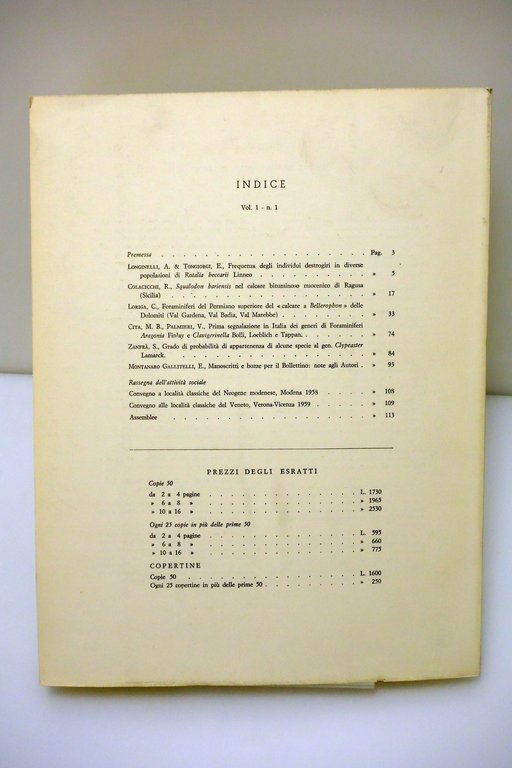 INDICE
Vol. 1 - n. 1
Premessa . . . . . . . . . . . . . . . . Pag. 3
LONGINELLI, A. & TONGIORGI, E., Frequenza degli individui destrogiri in diverse
popolazioni di Rotalia beccarii Linneo . . . . . . . . » 5
COLACICCHI, R., Squalodon bariensis nel calcare bituminoso miocenico di Ragusa
(Sicilia) . . . . . . . . . . . . . . . . » 17
LORIGA, C., Foraminiferi del Permiano superiore del « calcare a Bellerophon » delle
Dolomiti (Val Gardena, Val Badia, Val Marebbe) . . . . . » 33
CITA, M. B., PALMIERI, V., Prima segnalazione in Italia dei generi di Foraminiferi
Aragonia Finlay e Clavigerinella Bolli, Loeblich e Tappan. . . . » 74
ZANFRÀ, S., Grado di probabilità di appartenenza di alcune specie al gen. Clypeaster
Lamarck. . . . . . . . . . . . . . . . » 84
MONTANARO GALLITELLI, E., Manoscritti e bozze per il Bollettino: note agli Autori . » 93
Rassegna dell'attività sociale
Convegno a località classiche del Neogene modenese, Modena 1958 . . . . » 108
Convegno alle località classiche del Veneto, Verona-Vicenza 1959 . . . . » 109
Assemblee . . . . . . . . . . . . . . . » 113
PREZZI DEGLI ESRATTI
Copie 50
da 2 a 4 pagine . . . . . . . . . . . . L. 1730
» 6 a 8 » . . . . . . . . . . . . » 1965
» 10 a 16 » . . . . . . . . . . . . » 2530
Ogni 25 copie in più delle prime 50
da 2 a 4 pagine . . . . . . . . . . . . L. 595
» 6 a 8 » . . . . . . . . . . . . » 660
» 10 a 16 » . . . . . . . . . . . . » 775
COPERTINE
Copie 50 . . . . . . . . . . . . . . L. 1600
Ogni 25 copertine in più delle prime 50 . . . . . . . . » 250